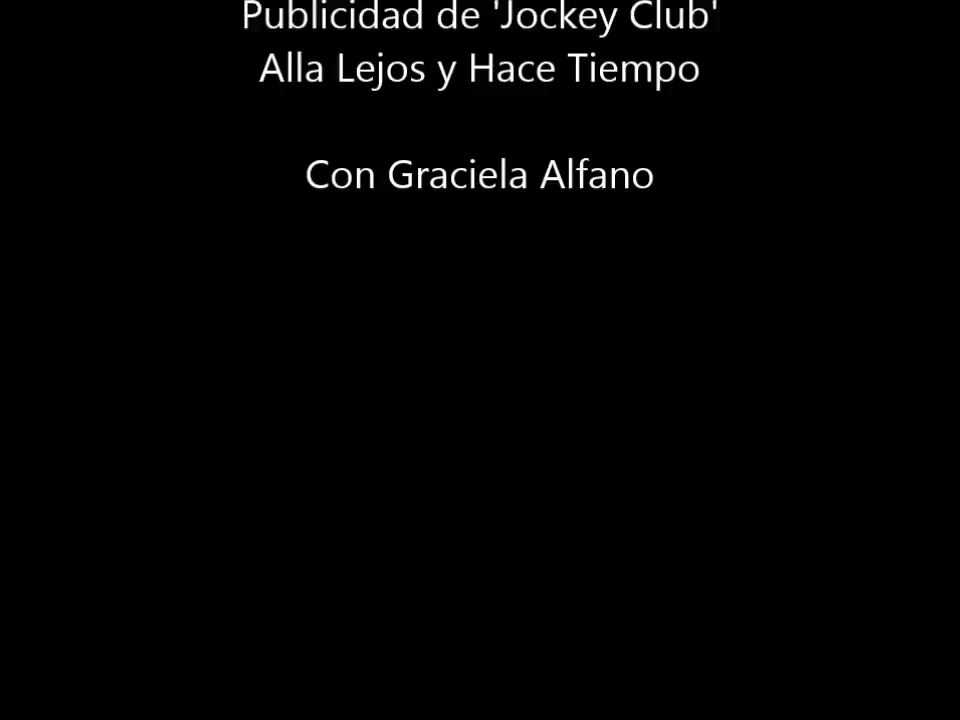 Publicidad de 'Jockey Club'
Alla Lejos y Hace Tiempo
Con Graciela Alfano